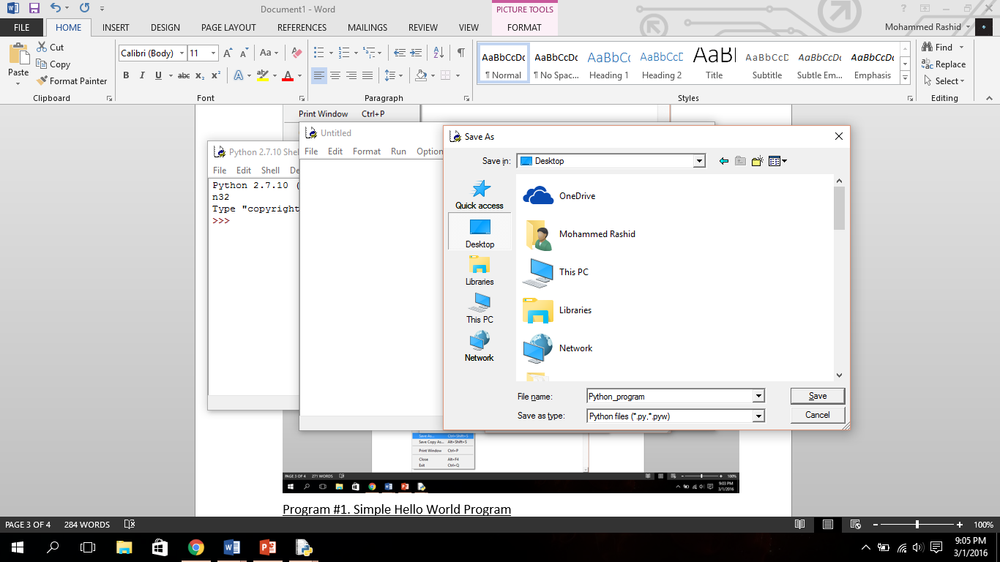 Document1 - Word
PICTURE TOOLS
FILE HOME INSERT DESIGN PAGE LAYOUT REFERENCES MAILINGS REVIEW VIEW FORMAT
Mohammed Rashid
Paste
Cut
Copy
Format Painter
Clipboard
Calibri (Body) 11
Font
Paragraph
AaBbCcDc AaBbCcDc AaBbCc AaBbCcD AaBl AaBbCcD AaBbCcDc AaBbCcDc
¶ Normal ¶ No Spac... Heading 1 Heading 2 Title Subtitle Subtle Em... Emphasis
Styles
Find
Replace
Select
Editing
Print Window Ctrl+P
Python 2.7.10 Shel
File Edit Shell De
Python 2.7.10 (
n32
Type "copyright
>>>
Untitled
File Edit Format Run Option
Save As
Save in: Desktop
Quick access
Desktop
Libraries
This PC
Network
OneDrive
Mohammed Rashid
This PC
Libraries
Network
File name: Python_program
Save
Save as type: Python files (*.py,*.pyw)
Cancel
Save As... Ctrl+Shift+S
Save Copy As... Alt+Shift+S
Print Window Ctrl+P
Close Alt+F4
Exit Ctrl+Q
PAGE 3 OF 4 271 WORDS 100%
9:03 PM
3/1/2016
Program #1. Simple Hello World Program
PAGE 3 OF 4 284 WORDS 100%
9:05 PM
3/1/2016